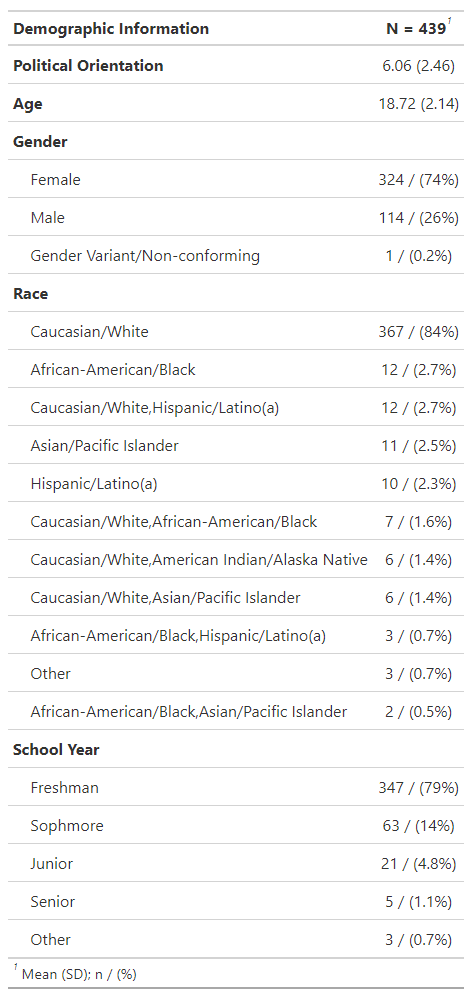 Demographic Information N = 439¹
Political Orientation 6.06 (2.46)
Age 18.72 (2.14)
Gender
Female 324 / (74%)
Male 114 / (26%)
Gender Variant/Non-conforming 1 / (0.2%)
Race
Caucasian/White 367 / (84%)
African-American/Black 12 / (2.7%)
Caucasian/White,Hispanic/Latino(a) 12 / (2.7%)
Asian/Pacific Islander 11 / (2.5%)
Hispanic/Latino(a) 10 / (2.3%)
Caucasian/White,African-American/Black 7 / (1.6%)
Caucasian/White,American Indian/Alaska Native 6 / (1.4%)
Caucasian/White,Asian/Pacific Islander 6 / (1.4%)
African-American/Black,Hispanic/Latino(a) 3 / (0.7%)
Other 3 / (0.7%)
African-American/Black,Asian/Pacific Islander 2 / (0.5%)
School Year
Freshman 347 / (79%)
Sophmore 63 / (14%)
Junior 21 / (4.8%)
Senior 5 / (1.1%)
Other 3 / (0.7%)
¹ Mean (SD); n / (%)